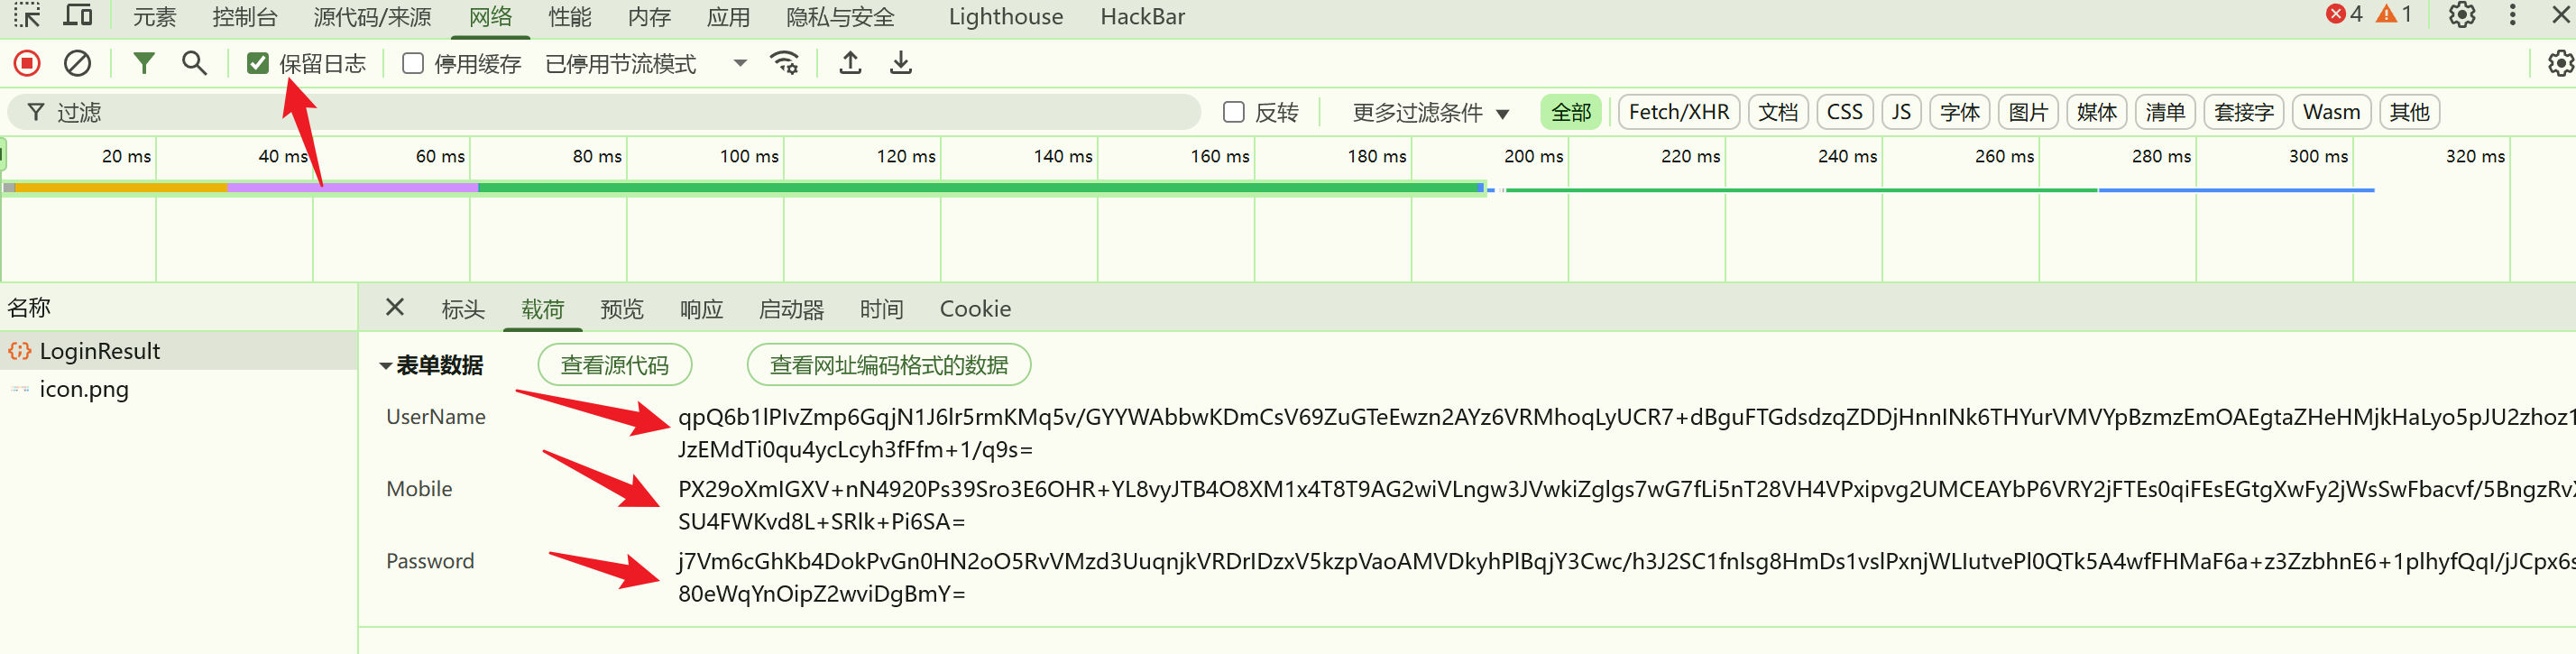 元素 控制台 源代码/来源 网络 性能 内存 应用 隐私与安全 Lighthouse HackBar 4 1
保留日志 停用缓存 已停用节流模式
过滤 反转 更多过滤条件 全部 Fetch/XHR 文档 CSS JS 字体 图片 媒体 清单 套接字 Wasm 其他
20 ms 40 ms 60 ms 80 ms 100 ms 120 ms 140 ms 160 ms 180 ms 200 ms 220 ms 240 ms 260 ms 280 ms 300 ms 320 ms
名称 标头 载荷 预览 响应 启动器 时间 Cookie
LoginResult
icon.png
表单数据 查看源代码 查看网址编码格式的数据
UserName qpQ6b1lPIvZmp6GqjN1J6lr5rmKMq5v/GYYWAbbwKDmCsV69ZuGTeEwzn2AYz6VRMhoqLyUCR7+dBguFTGdsdzqZDDjHnnINk6THYurVMVYpBzmzEmOAEgtaZHeHMjkHaLyo5pJU2zhoz1
JzEMdTi0qu4ycLcyh3fFfm+1/q9s=
Mobile PX29oXmIGXV+nN4920Ps39Sro3E6OHR+YL8vyJTB4O8XM1x4T8T9AG2wiVLngw3JVwkiZglgs7wG7fLi5nT28VH4VPxipvg2UMCEAYbP6VRY2jFTEs0qiFEsEGtgXwFy2jWsSwFbacvf/5BngzRvX
SU4FWKvd8L+SRlk+Pi6SA=
Password j7Vm6cGhKb4DokPvGn0HN2oO5RvVMzd3UuqnjkVRDrIDzxV5kzpVaoAMVDkyhPlBqjY3Cwc/h3J2SC1fnlsg8HmDs1vslPxnjWLIutvePl0QTk5A4wfFHMaF6a+z3ZzbhnE6+1plhyfQqI/jJCpx6s
80eWqYnOipZ2wviDgBmY=